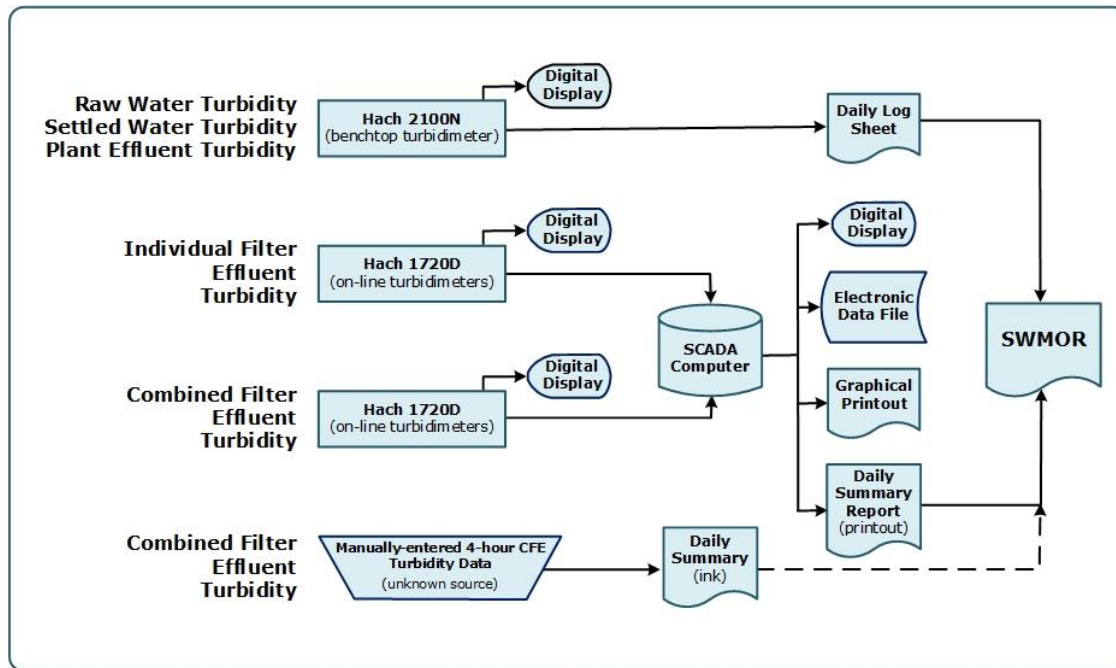 Raw Water Turbidity
Settled Water Turbidity
Plant Effluent Turbidity
Hach 2100N
(benchtop turbidimeter)
Digital
Display
Daily Log
Sheet
Individual Filter
Effluent
Turbidity
Hach 1720D
(on-line turbidimeters)
Digital
Display
Combined Filter
Effluent
Turbidity
Hach 1720D
(on-line turbidimeters)
Digital
Display
SCADA
Computer
Digital
Display
Electronic
Data File
Graphical
Printout
Daily
Summary
Report
(printout)
SWMOR
Combined Filter
Effluent
Turbidity
Manually-entered 4-hour CFE
Turbidity Data
(unknown source)
Daily
Summary
(ink)